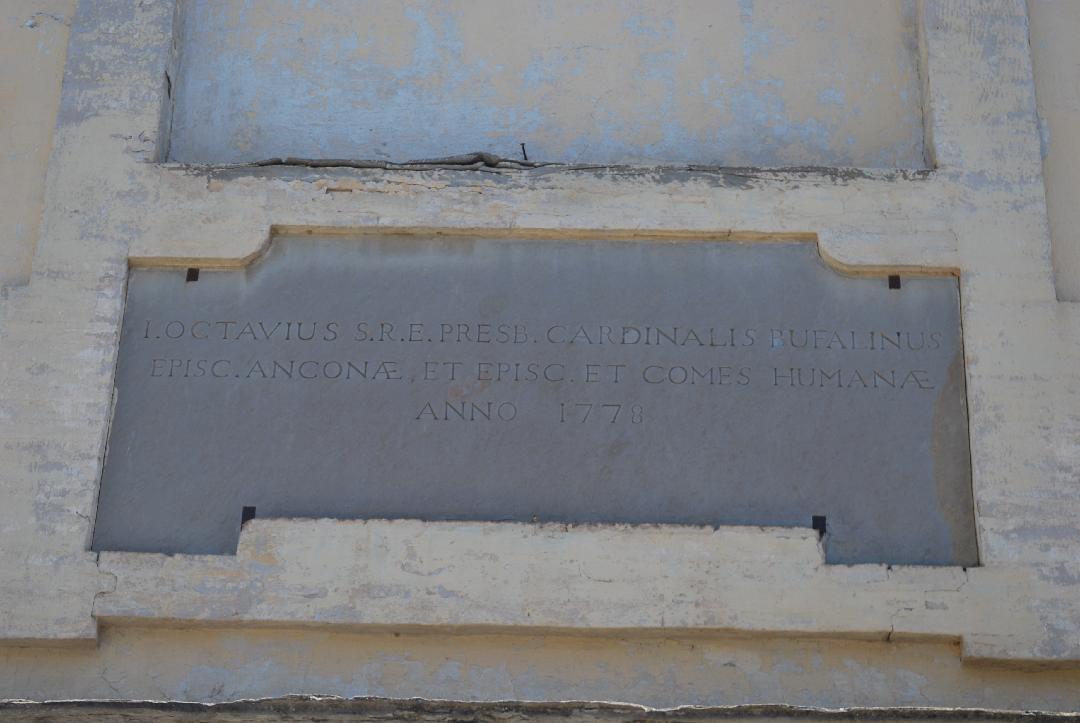 I.OCTAVIUS S.R.E. PRESB. CARDINALIS BUFALINUS
EPISC. ANCONÆ, ET EPISC. ET COMES HUMANÆ
ANNO 1778